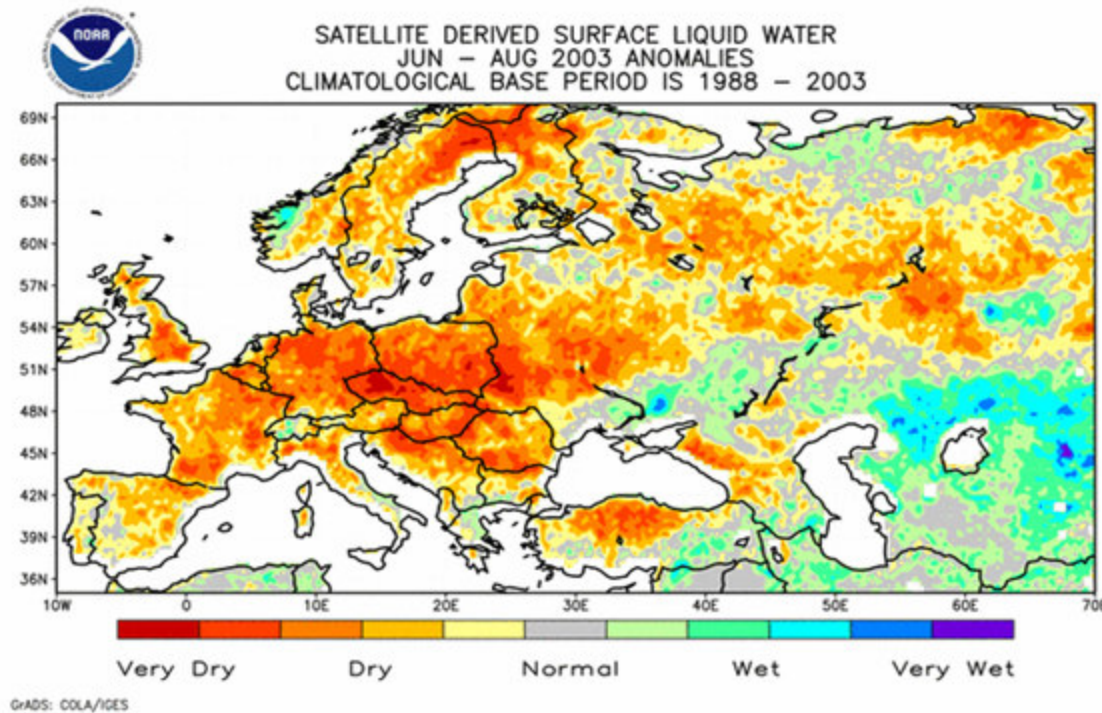 NOAA
SATELLITE DERIVED SURFACE LIQUID WATER
JUN – AUG 2003 ANOMALIES
CLIMATOLOGICAL BASE PERIOD IS 1988 – 2003
69N
66N
63N
60N
57N
54N
51N
48N
45N
42N
39N
36N
10W 0 10E 20E 30E 40E 50E 60E 70E
Very Dry Dry Normal Wet Very Wet
GrADS: COLA/IGES